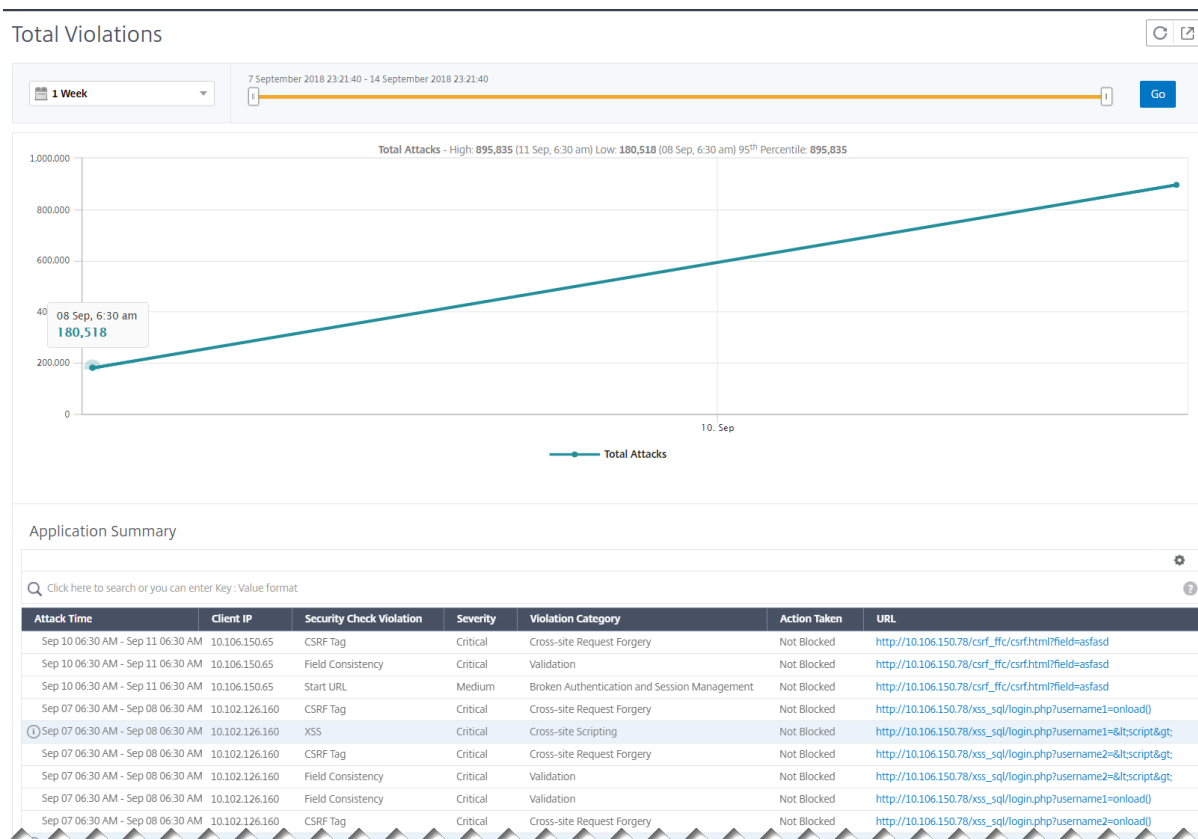 Total Violations
1 Week
7 September 2018 23:21:40 - 14 September 2018 23:21:40
Go
Total Attacks - High: 895,835 (11 Sep, 6:30 am) Low: 180,518 (08 Sep, 6:30 am) 95th Percentile: 895,835
1,000,000
800,000
600,000
40
08 Sep, 6:30 am
180,518
200,000
0
10. Sep
Total Attacks
Application Summary
Click here to search or you can enter Key : Value format
Attack Time Client IP Security Check Violation Severity Violation Category Action Taken URL
Sep 10 06:30 AM - Sep 11 06:30 AM 10.106.150.65 CSRF Tag Critical Cross-site Request Forgery Not Blocked http://10.106.150.78/csrf_ffc/csrf.html?field=asfasd
Sep 10 06:30 AM - Sep 11 06:30 AM 10.106.150.65 Field Consistency Critical Validation Not Blocked http://10.106.150.78/csrf_ffc/csrf.html?field=asfasd
Sep 10 06:30 AM - Sep 11 06:30 AM 10.106.150.65 Start URL Medium Broken Authentication and Session Management Not Blocked http://10.106.150.78/csrf_ffc/csrf.html?field=asfasd
Sep 07 06:30 AM - Sep 08 06:30 AM 10.102.126.160 CSRF Tag Critical Cross-site Request Forgery Not Blocked http://10.106.150.78/xss_sql/login.php?username1=onload()
Sep 07 06:30 AM - Sep 08 06:30 AM 10.102.126.160 XSS Critical Cross-site Scripting Not Blocked http://10.106.150.78/xss_sql/login.php?username1=&lt;script&gt;
Sep 07 06:30 AM - Sep 08 06:30 AM 10.102.126.160 CSRF Tag Critical Cross-site Request Forgery Not Blocked http://10.106.150.78/xss_sql/login.php?username2=&lt;script&gt;
Sep 07 06:30 AM - Sep 08 06:30 AM 10.102.126.160 Field Consistency Critical Validation Not Blocked http://10.106.150.78/xss_sql/login.php?username2=&lt;script&gt;
Sep 07 06:30 AM - Sep 08 06:30 AM 10.102.126.160 Field Consistency Critical Validation Not Blocked http://10.106.150.78/xss_sql/login.php?username1=onload()
Sep 07 06:30 AM - Sep 08 06:30 AM 10.102.126.160 CSRF Tag Critical Cross-site Request Forgery Not Blocked http://10.106.150.78/xss_sql/login.php?username2=onload()